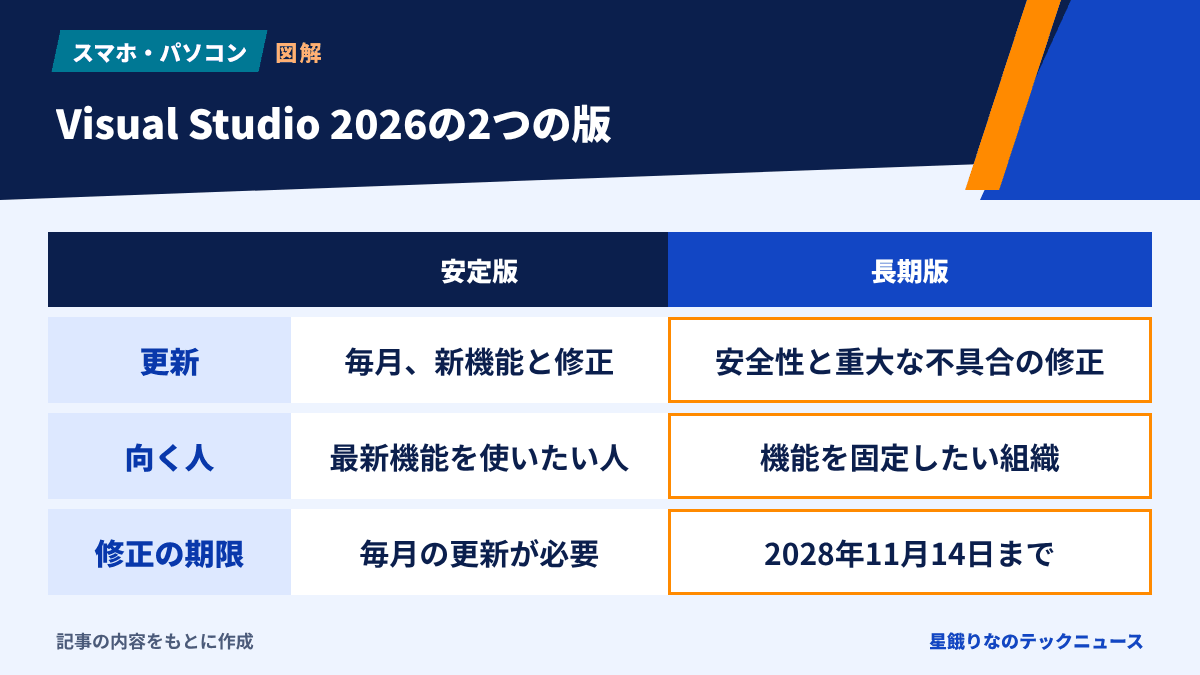 スマホ・パソコン 図解
Visual Studio 2026の2つの版
安定版 長期版
更新 毎月、新機能と修正 安全性と重大な不具合の修正
向く人 最新機能を使いたい人 機能を固定したい組織
修正の期限 毎月の更新が必要 2028年11月14日まで
記事の内容をもとに作成 星餓りなのテックニュース